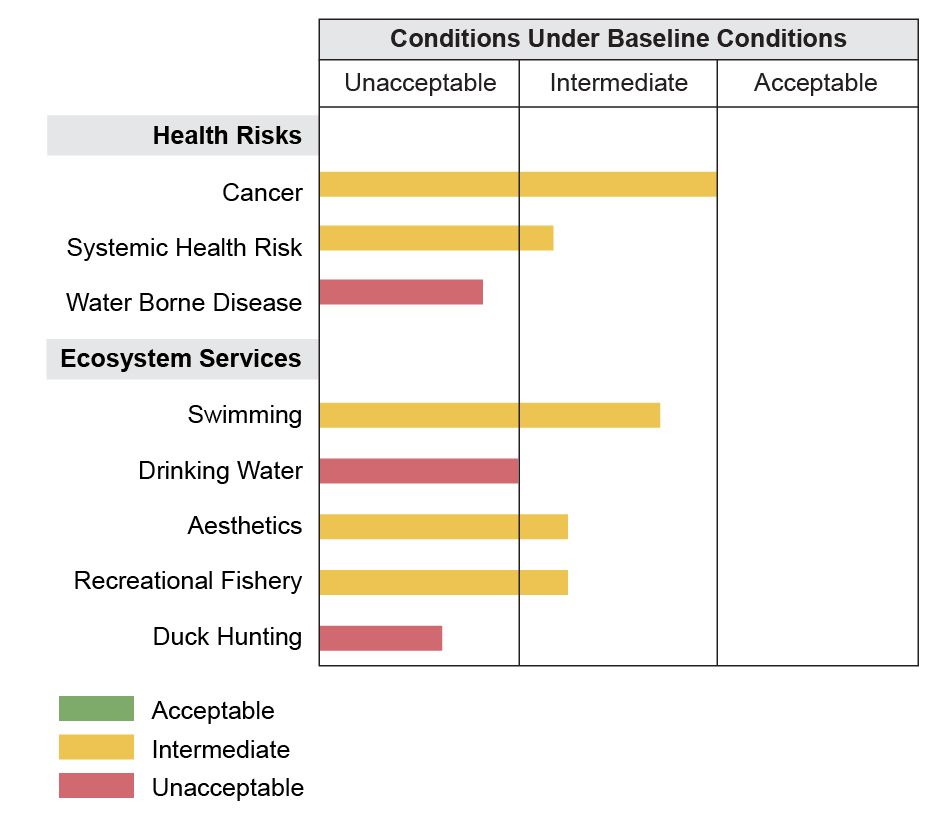 Conditions Under Baseline Conditions
Unacceptable Intermediate Acceptable
Health Risks
Cancer
Systemic Health Risk
Water Borne Disease
Ecosystem Services
Swimming
Drinking Water
Aesthetics
Recreational Fishery
Duck Hunting
Acceptable
Intermediate
Unacceptable